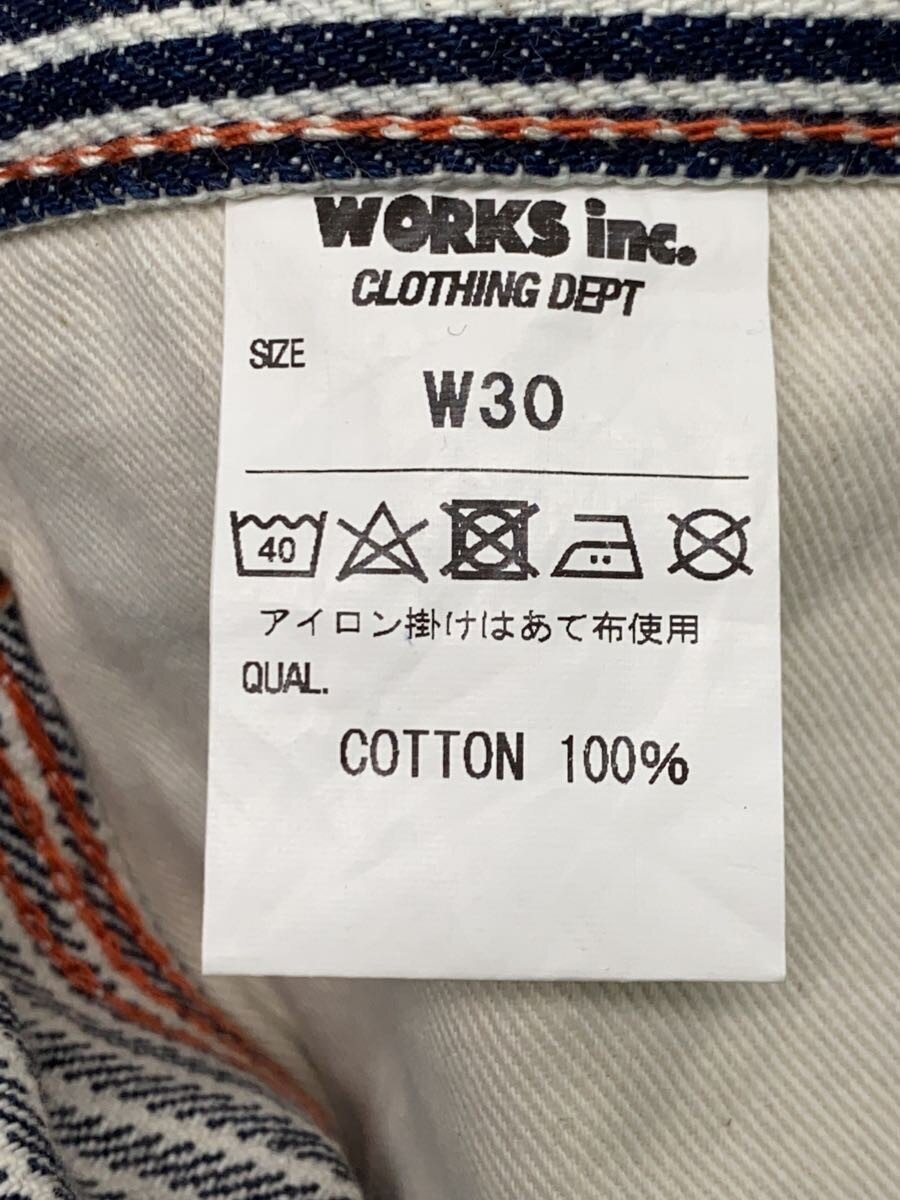 WORKS inc.
CLOTHING DEPT
SIZE
W30
40
アイロン掛けはあて布使用
QUAL.
COTTON 100%